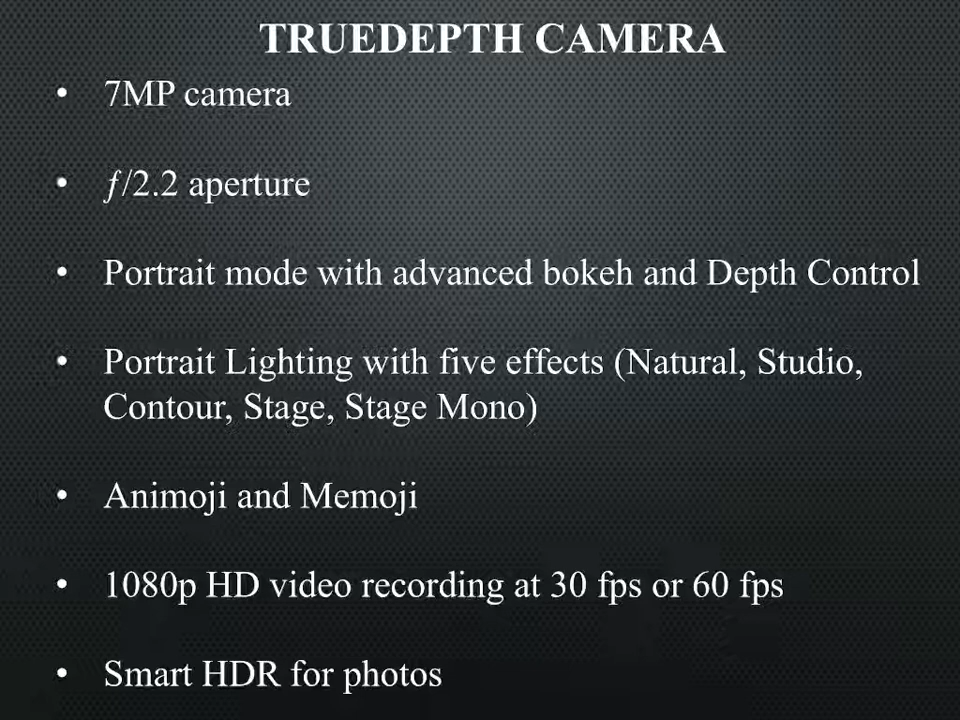 TRUEDEPTH CAMERA
• 7MP camera
• ƒ/2.2 aperture
• Portrait mode with advanced bokeh and Depth Control
• Portrait Lighting with five effects (Natural, Studio,
Contour, Stage, Stage Mono)
• Animoji and Memoji
• 1080p HD video recording at 30 fps or 60 fps
• Smart HDR for photos